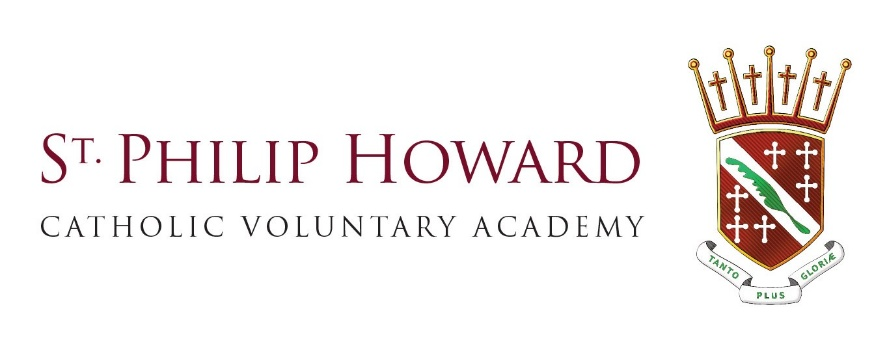 St. Philip Howard
CATHOLIC VOLUNTARY ACADEMY
TANTO PLUS GLORIÆ